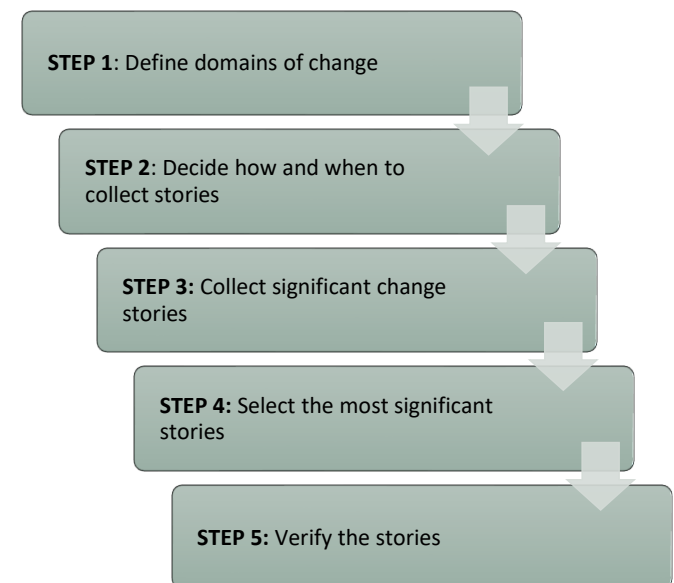 STEP 1: Define domains of change
STEP 2: Decide how and when to
collect stories
STEP 3: Collect significant change
stories
STEP 4: Select the most significant
stories
STEP 5: Verify the stories